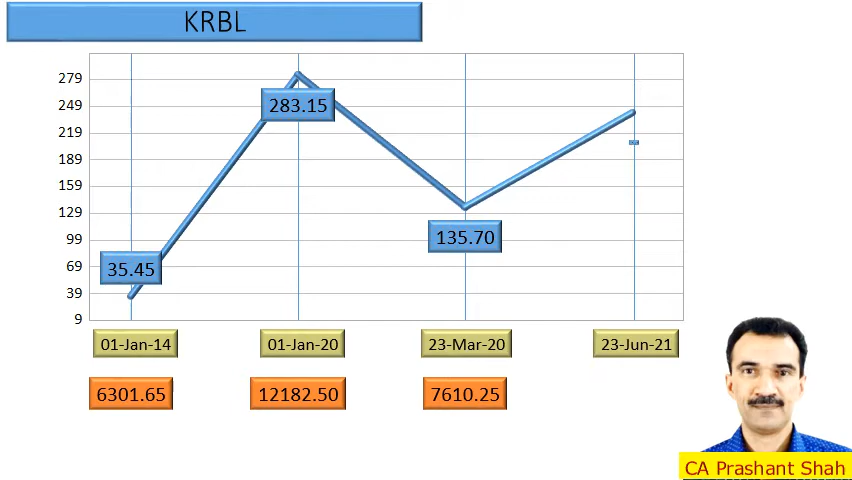 KRBL
279
249
219
189
159
129
99
69
39
9
283.15
135.70
35.45
01-Jan-14
01-Jan-20
23-Mar-20
23-Jun-21
6301.65
12182.50
7610.25
CA Prashant Shah